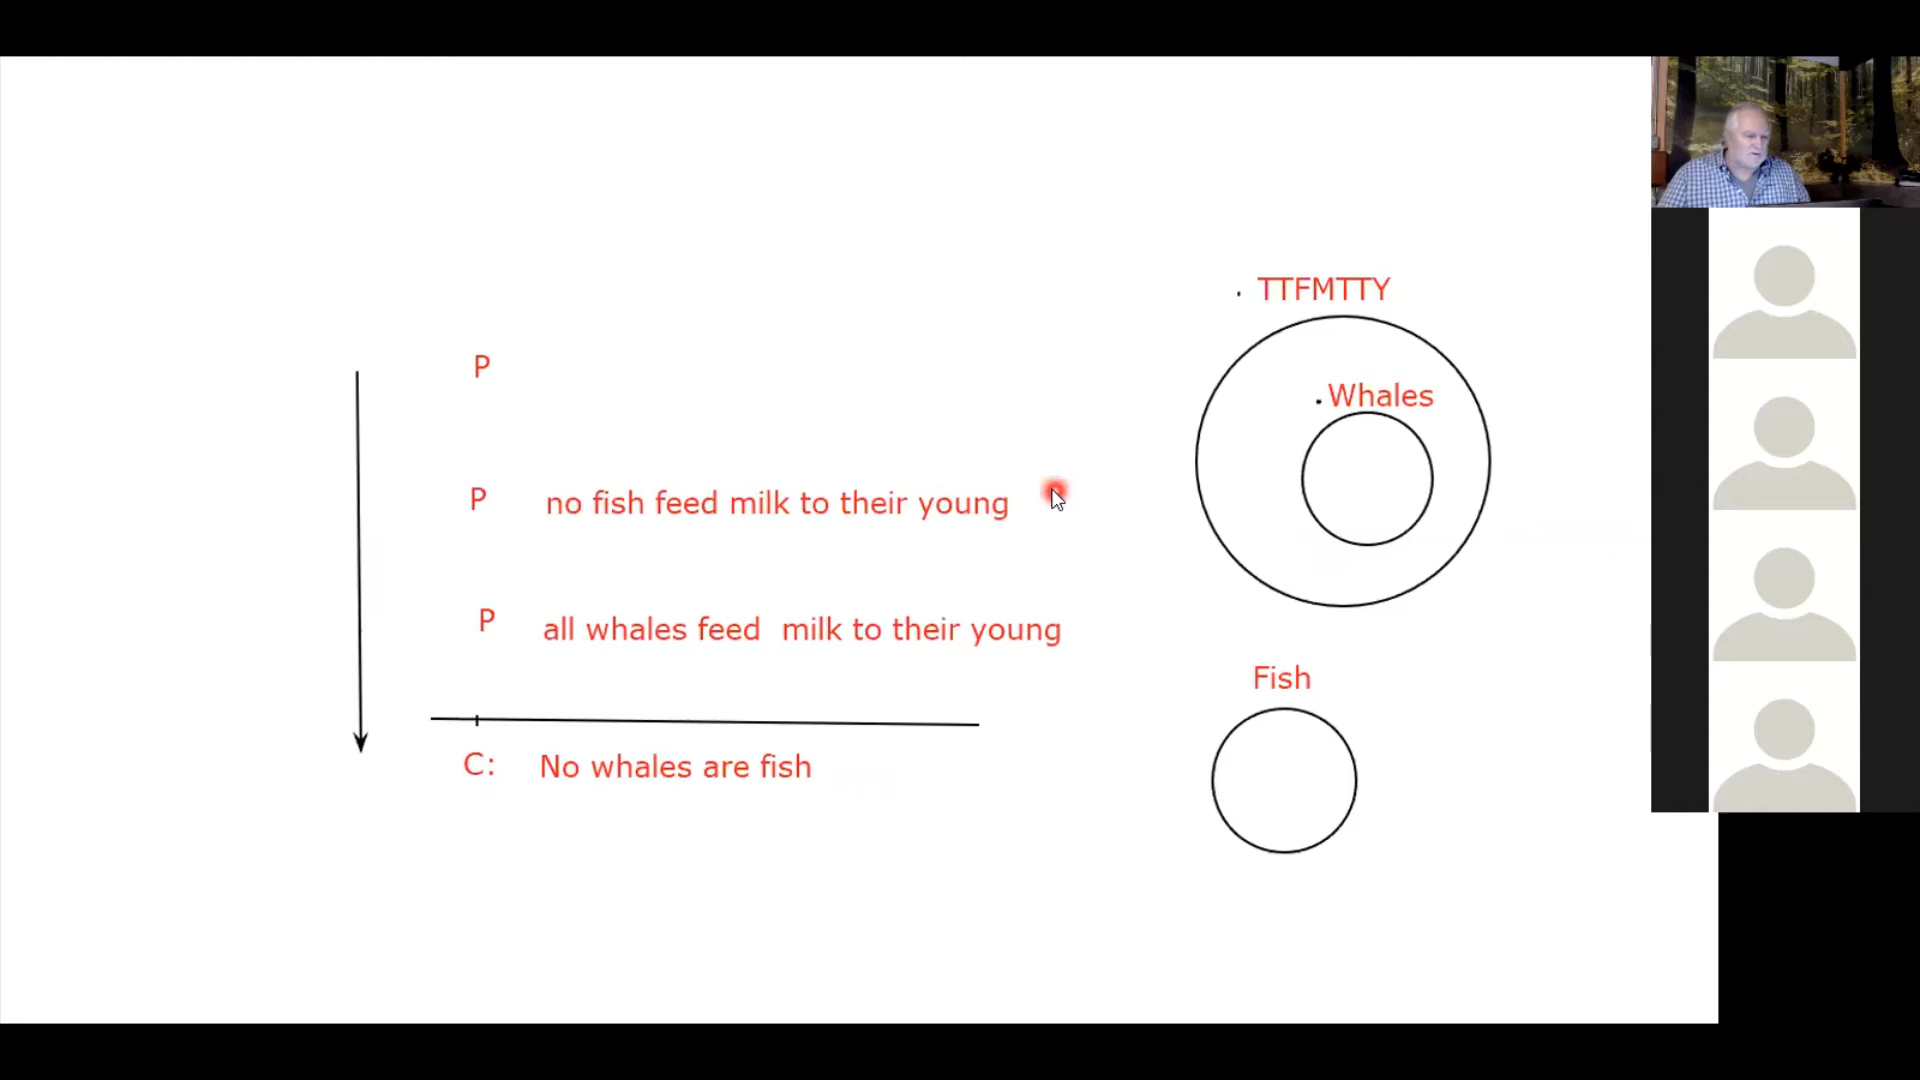 P
P no fish feed milk to their young
P all whales feed milk to their young
C: No whales are fish
TTFMTTY
Whales
Fish